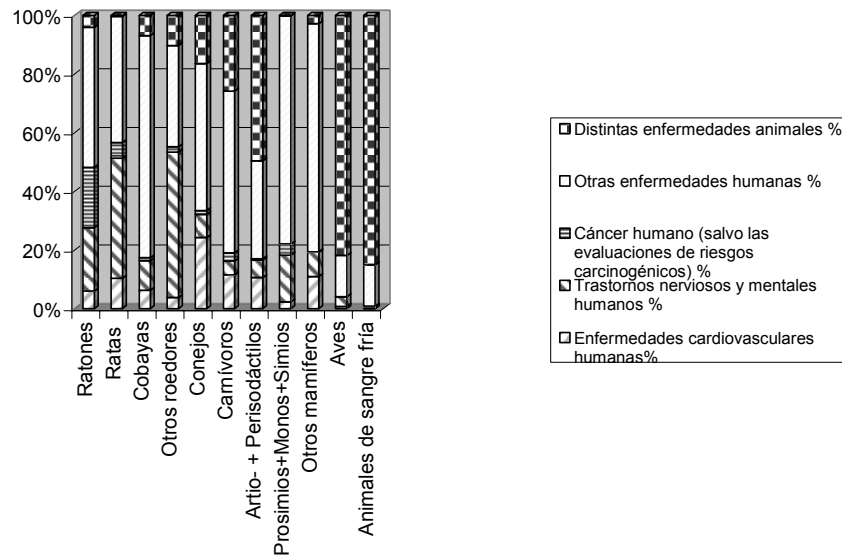 100%
80%
60%
40%
20%
0%
Ratones
Ratas
Cobayas
Otros roedores
Conejos
Carnívoros
Artio- + Perisodáctilos
Prosimios+Monos+Simios
Otros mamíferos
Aves
Animales de sangre fría
Distintas enfermedades animales %
Otras enfermedades humanas %
Cáncer humano (salvo las
evaluaciones de riesgos
carcinogénicos) %
Trastornos nerviosos y mentales
humanos %
Enfermedades cardiovasculares
humanas%